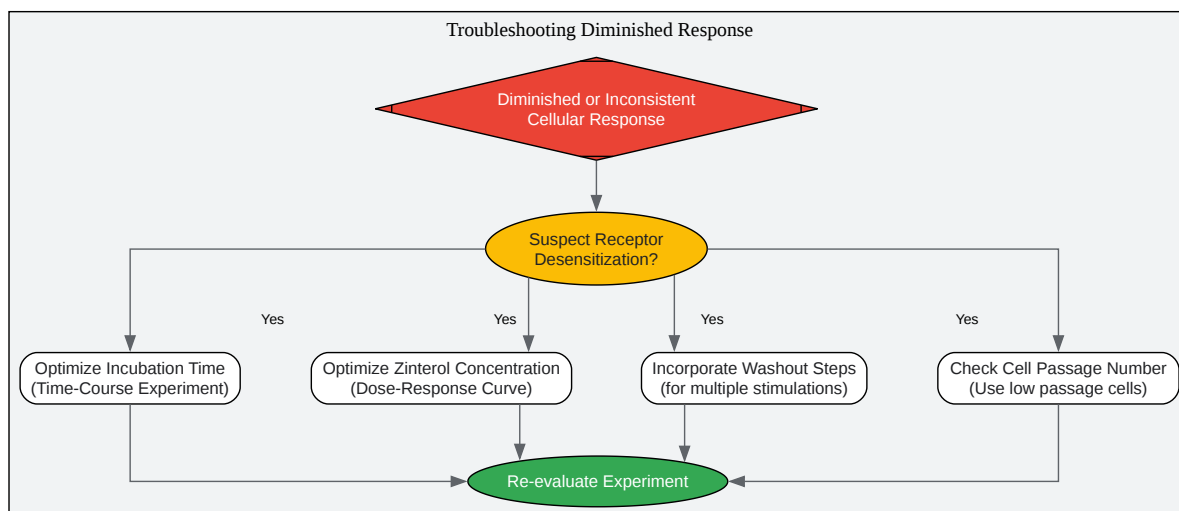 Troubleshooting Diminished Response
Diminished or Inconsistent
Cellular Response
Suspect Receptor
Desensitization?
Yes
Yes
Yes
Yes
Optimize Incubation Time
(Time-Course Experiment)
Optimize Zinterol Concentration
(Dose-Response Curve)
Incorporate Washout Steps
(for multiple stimulations)
Check Cell Passage Number
(Use low passage cells)
Re-evaluate Experiment